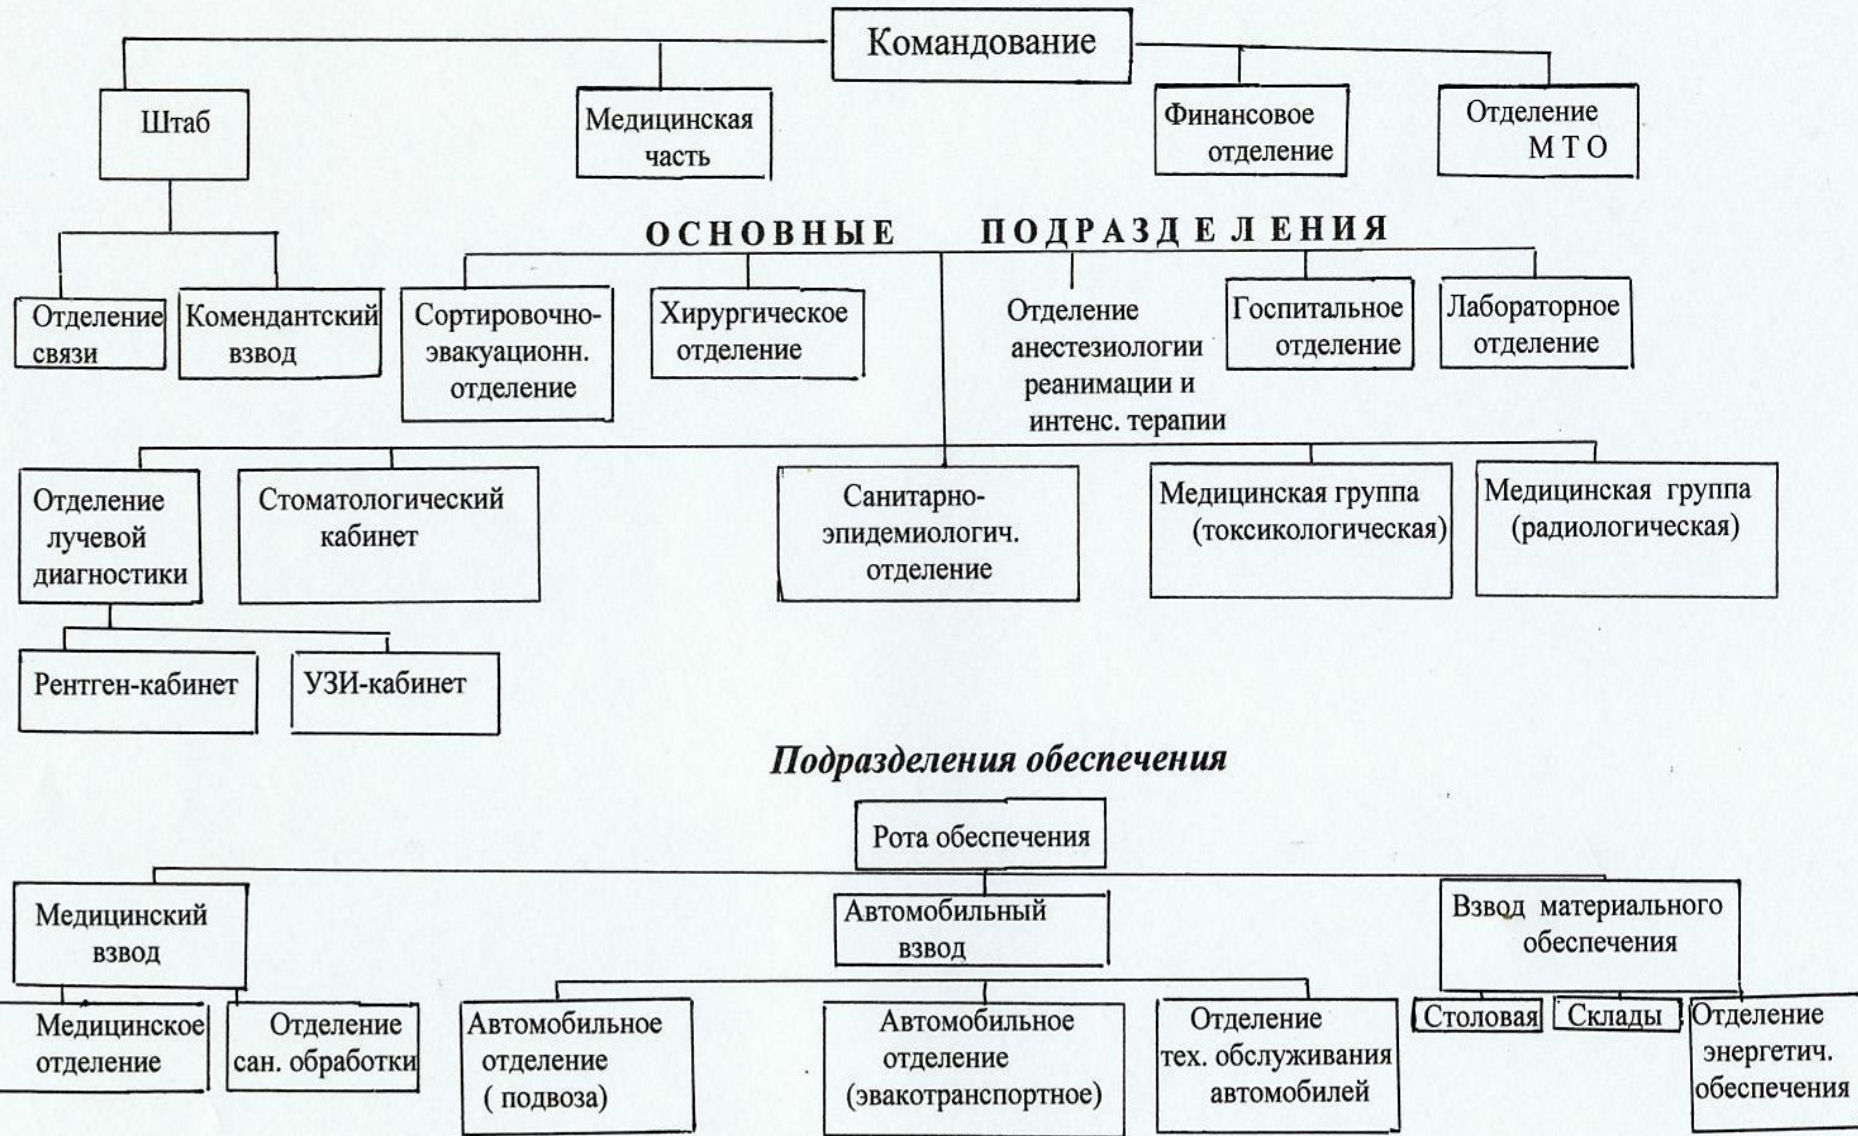 Командование
Штаб
Медицинская
часть
Финансовое
отделение
Отделение
М Т О
ОСНОВНЫЕ ПОДРАЗДЕЛЕНИЯ
Отделение
связи
Комендантский
взвод
Сортировочно-
эвакуационн.
отделение
Хирургическое
отделение
Отделение
анестезиологии
реанимации и
интенс. терапии
Госпитальное
отделение
Лабораторное
отделение
Отделение
лучевой
диагностики
Стоматологический
кабинет
Санитарно-
эпидемиологич.
отделение
Медицинская группа
(токсикологическая)
Медицинская группа
(радиологическая)
Рентген-кабинет
УЗИ-кабинет
Подразделения обеспечения
Рота обеспечения
Медицинский
взвод
Автомобильный
взвод
Взвод материального
обеспечения
Медицинское
отделение
Отделение
сан. обработки
Автомобильное
отделение
( подвоза)
Автомобильное
отделение
(эвакотранспортное)
Отделение
тех. обслуживания
автомобилей
Столовая
Склады
Отделение
энергетич.
обеспечения